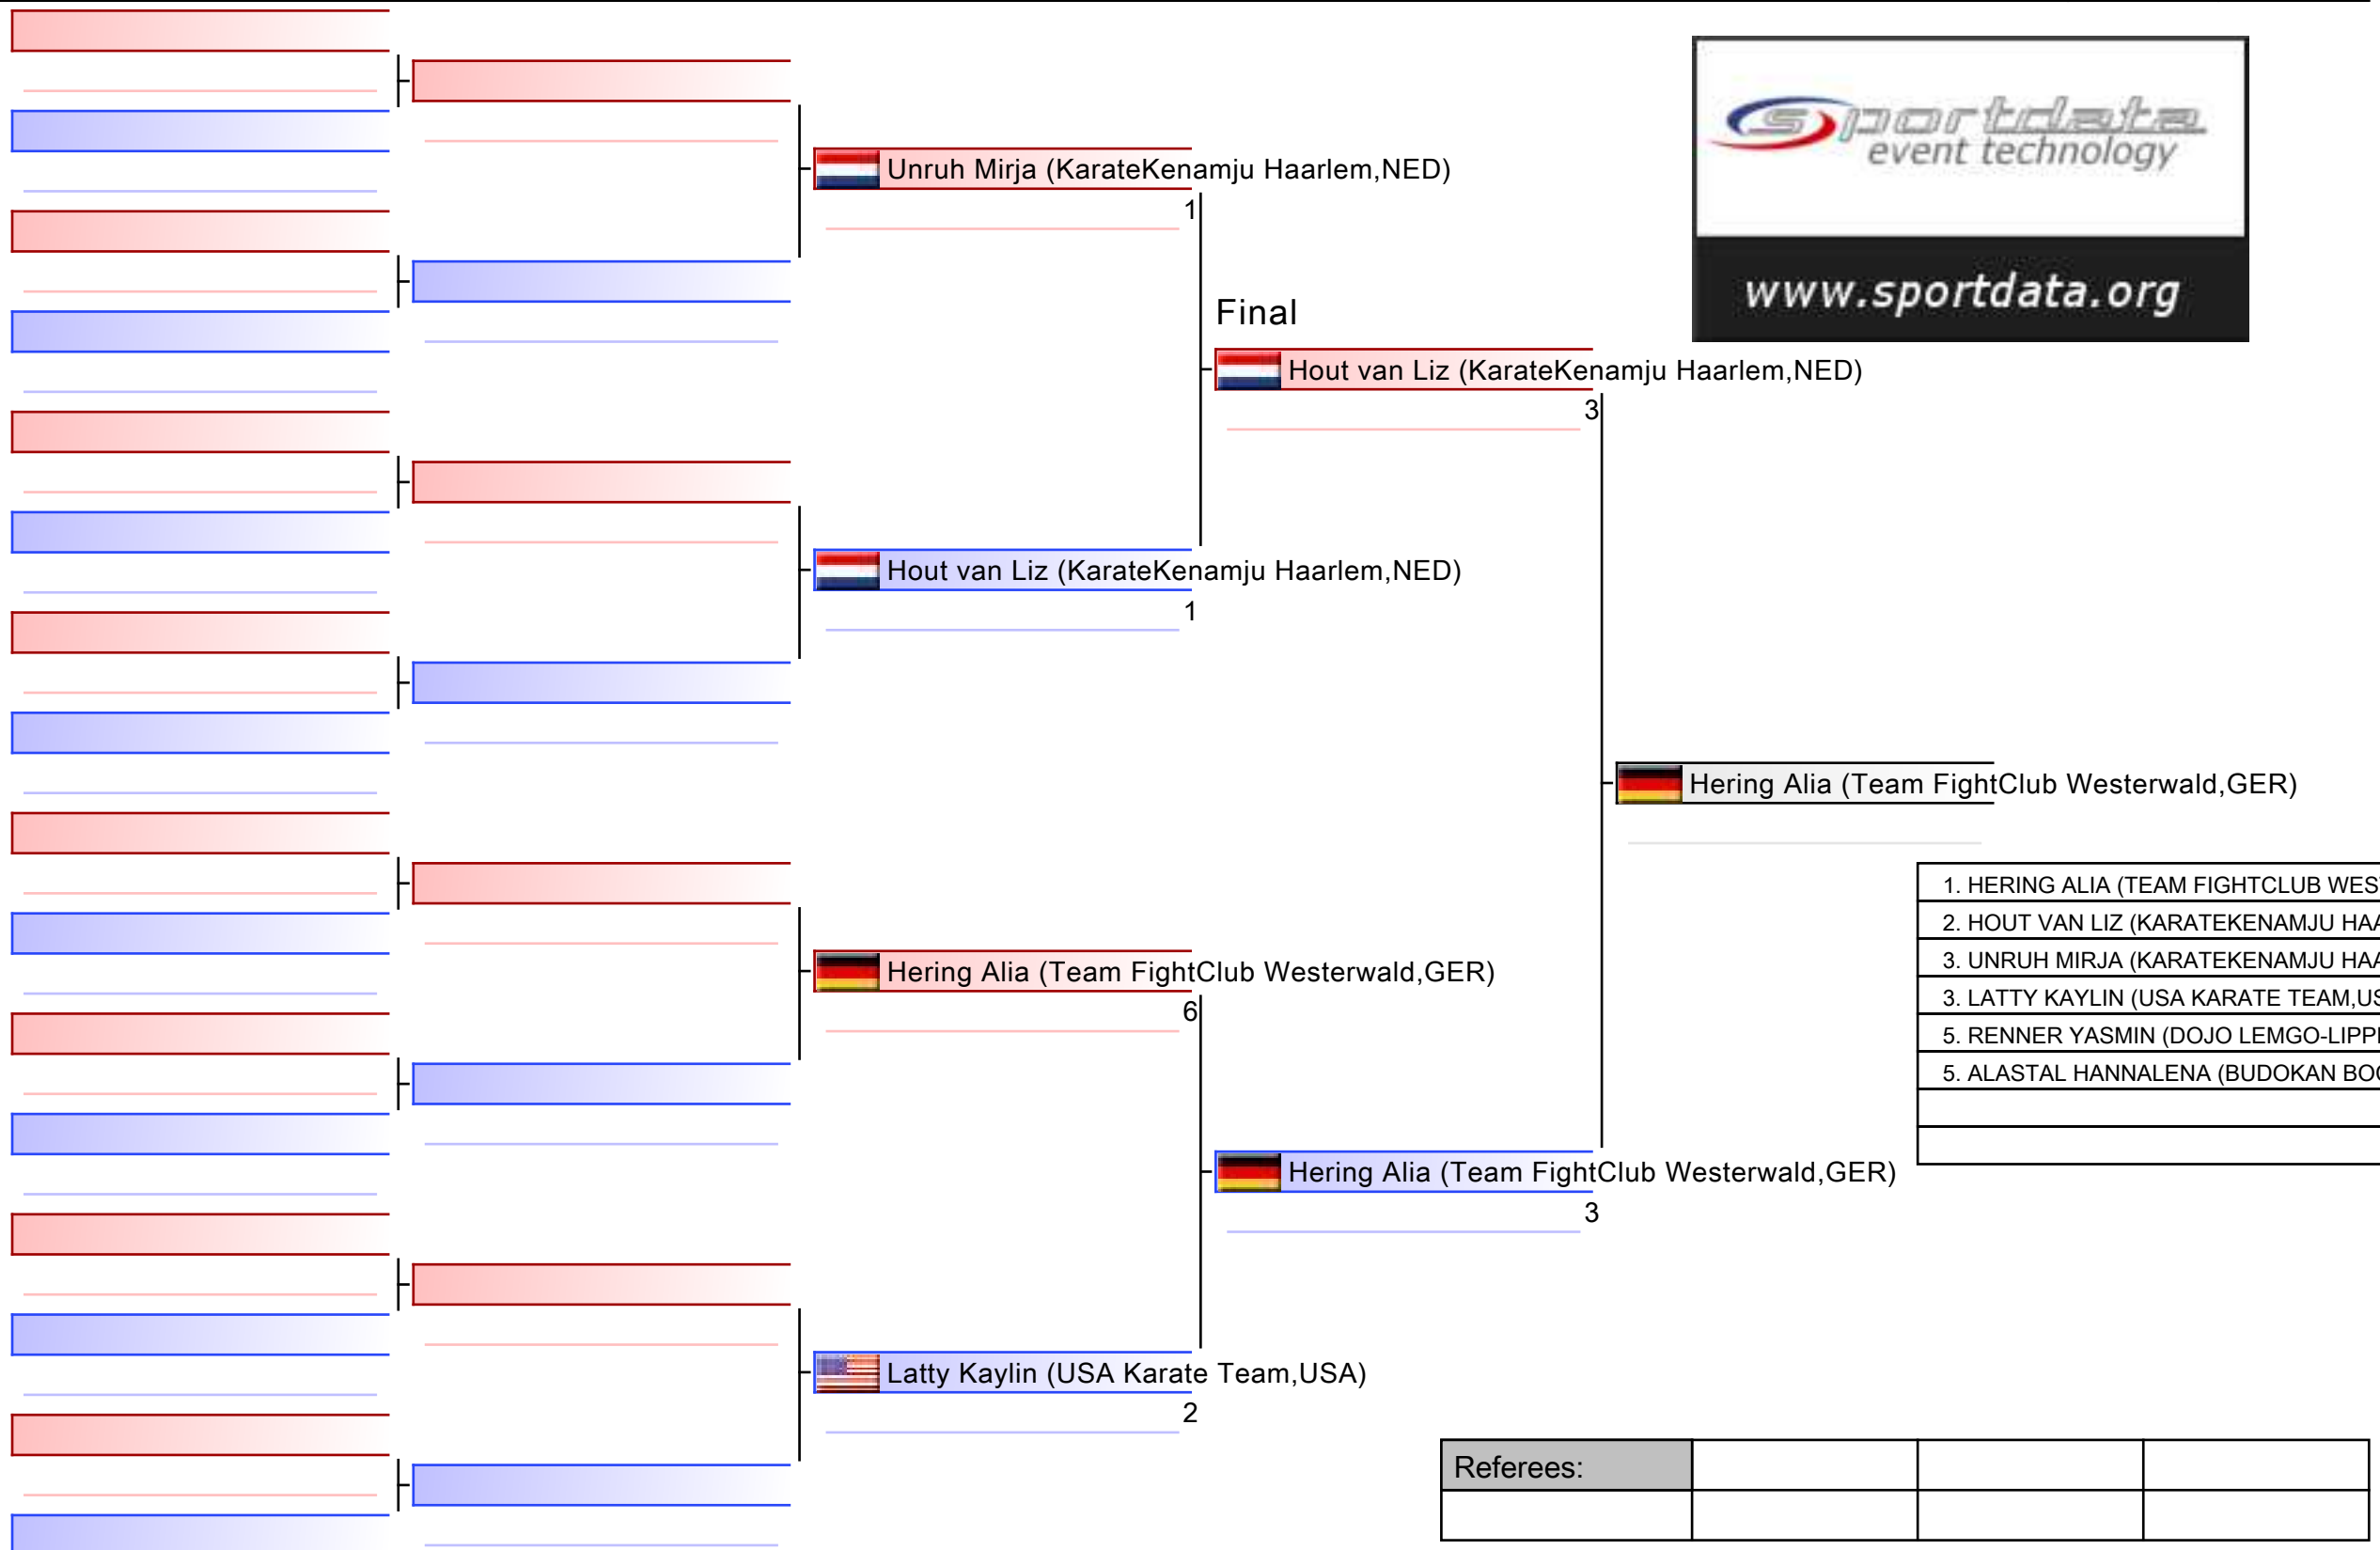 sportdata
event technology
www.sportdata.org
Unruh Mirja (KarateKenamju Haarlem,NED)
1
Final
Hout van Liz (KarateKenamju Haarlem,NED)
3
Hout van Liz (KarateKenamju Haarlem,NED)
1
Hering Alia (Team FightClub Westerwald,GER)
1. HERING ALIA (TEAM FIGHTCLUB WES
2. HOUT VAN LIZ (KARATEKENAMJU HAA
3. UNRUH MIRJA (KARATEKENAMJU HAA
3. LATTY KAYLIN (USA KARATE TEAM,US
5. RENNER YASMIN (DOJO LEMGO-LIPP
5. ALASTAL HANNALENA (BUDOKAN BO
Hering Alia (Team FightClub Westerwald,GER)
6
Hering Alia (Team FightClub Westerwald,GER)
3
Latty Kaylin (USA Karate Team,USA)
2
Referees: